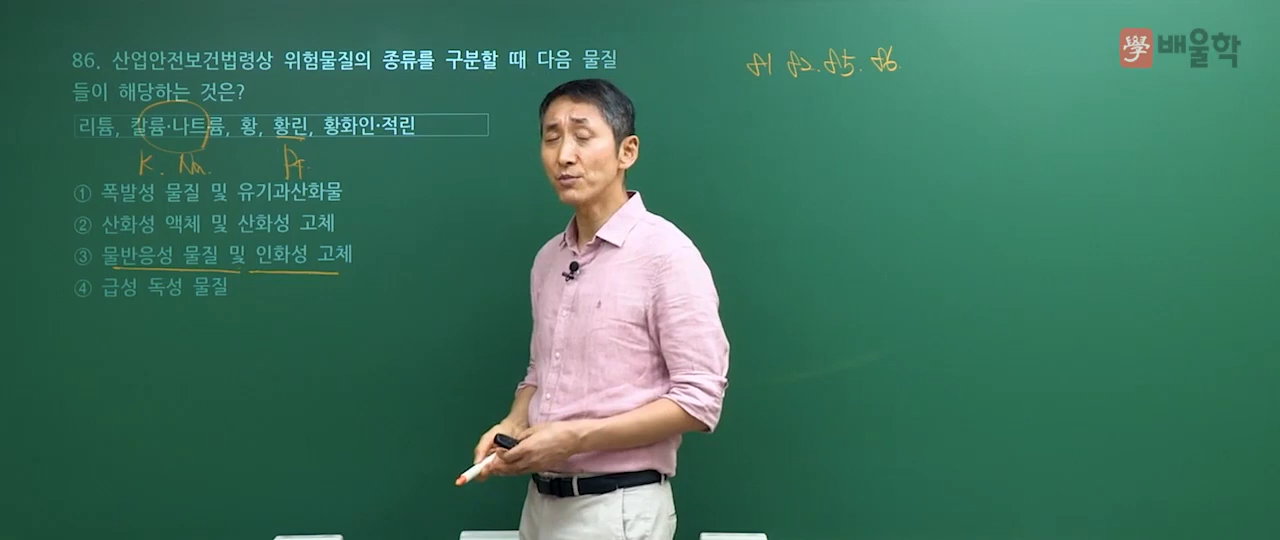 86. 산업안전보건법령상 위험물질의 종류를 구분할 때 다음 물질
들이 해당하는 것은?
리튬, 칼륨·나트륨, 황, 황린, 황화인·적린
K. Na.
① 폭발성 물질 및 유기과산화물
② 산화성 액체 및 산화성 고체
③ 물반응성 물질 및 인화성 고체
④ 급성 독성 물질
81 82. 85. 86.
學 배울학